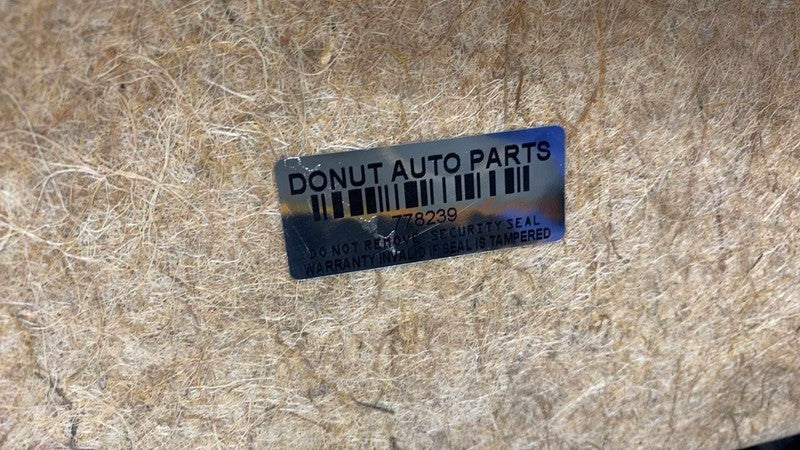 DONUT AUTO PARTS
778239
DO NOT REMOVE SECURITY SEAL
WARRANTY INVALID IF SEAL IS TAMPERED